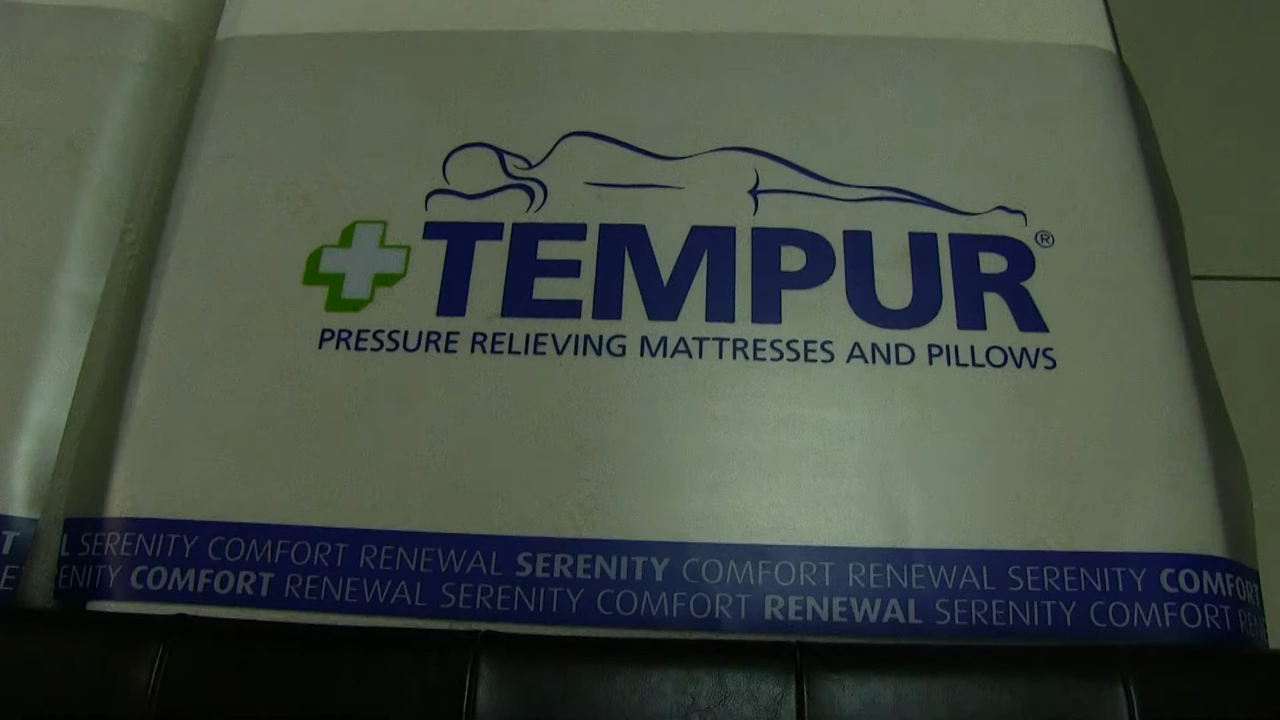 TEMPUR®
PRESSURE RELIEVING MATTRESSES AND PILLOWS
SERENITY COMFORT RENEWAL SERENITY COMFORT RENEWAL SERENITY COMFORT
COMFORT RENEWAL SERENITY COMFORT RENEWAL SERENITY COMFORT